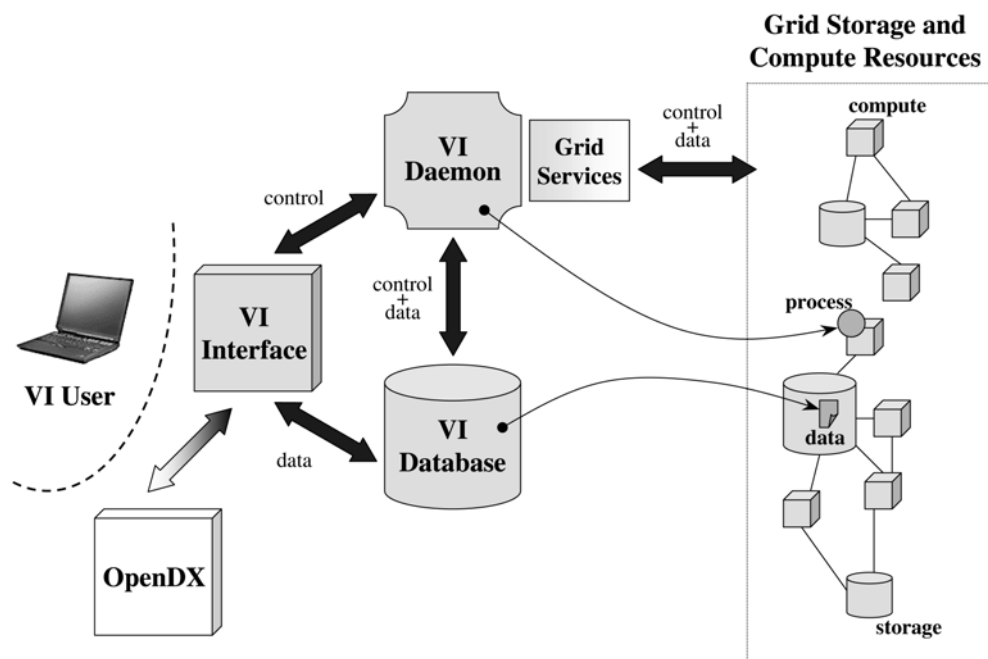 Grid Storage and
Compute Resources
compute
control
+
data
VI
Daemon
Grid
Services
control
VI
Interface
control
+
data
process
VI User
VI
Database
data
data
OpenDX
storage